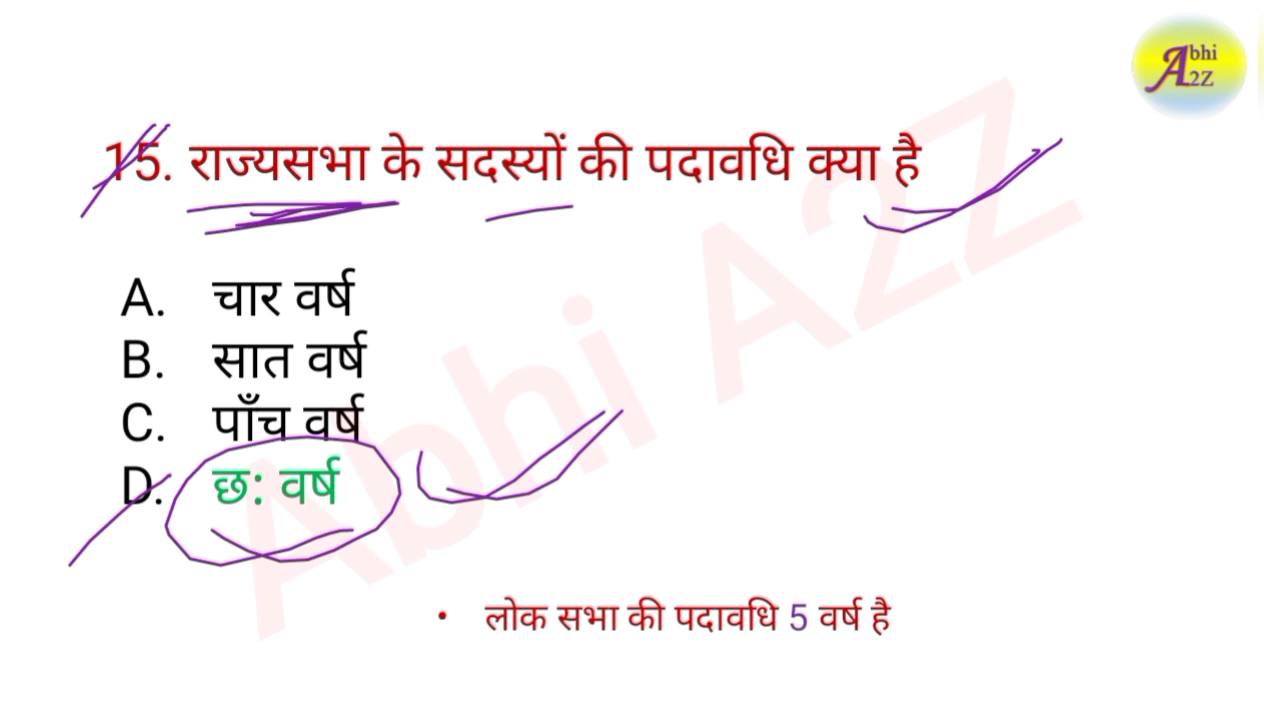 Abhi
A2Z
15. राज्यसभा के सदस्यों की पदावधि क्या है
A. चार वर्ष
B. सात वर्ष
C. पाँच वर्ष
D. छ: वर्ष
• लोक सभा की पदावधि 5 वर्ष है
Abhi A2Z